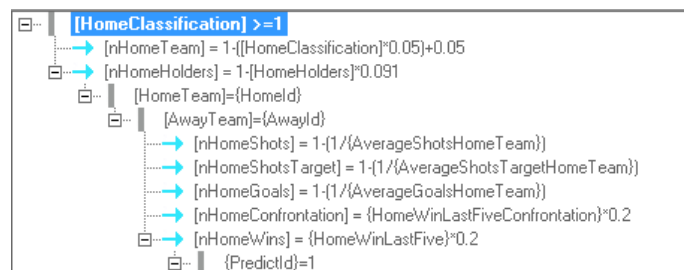 [HomeClassification] >=1
[nHomeTeam] = 1-([HomeClassification]*0.05)+0.05
[nHomeHolders] = 1-[HomeHolders]*0.091
[HomeTeam]={HomeId}
[AwayTeam]={AwayId}
[nHomeShots] = 1-(1/{AverageShotsHomeTeam})
[nHomeShotsTarget] = 1-(1/{AverageShotsTargetHomeTeam})
[nHomeGoals] = 1-(1/{AverageGoalsHomeTeam})
[nHomeConfrontation] = {HomeWinLastFiveConfrontation}*0.2
[nHomeWins] = {HomeWinLastFive}*0.2
{PredictId}=1